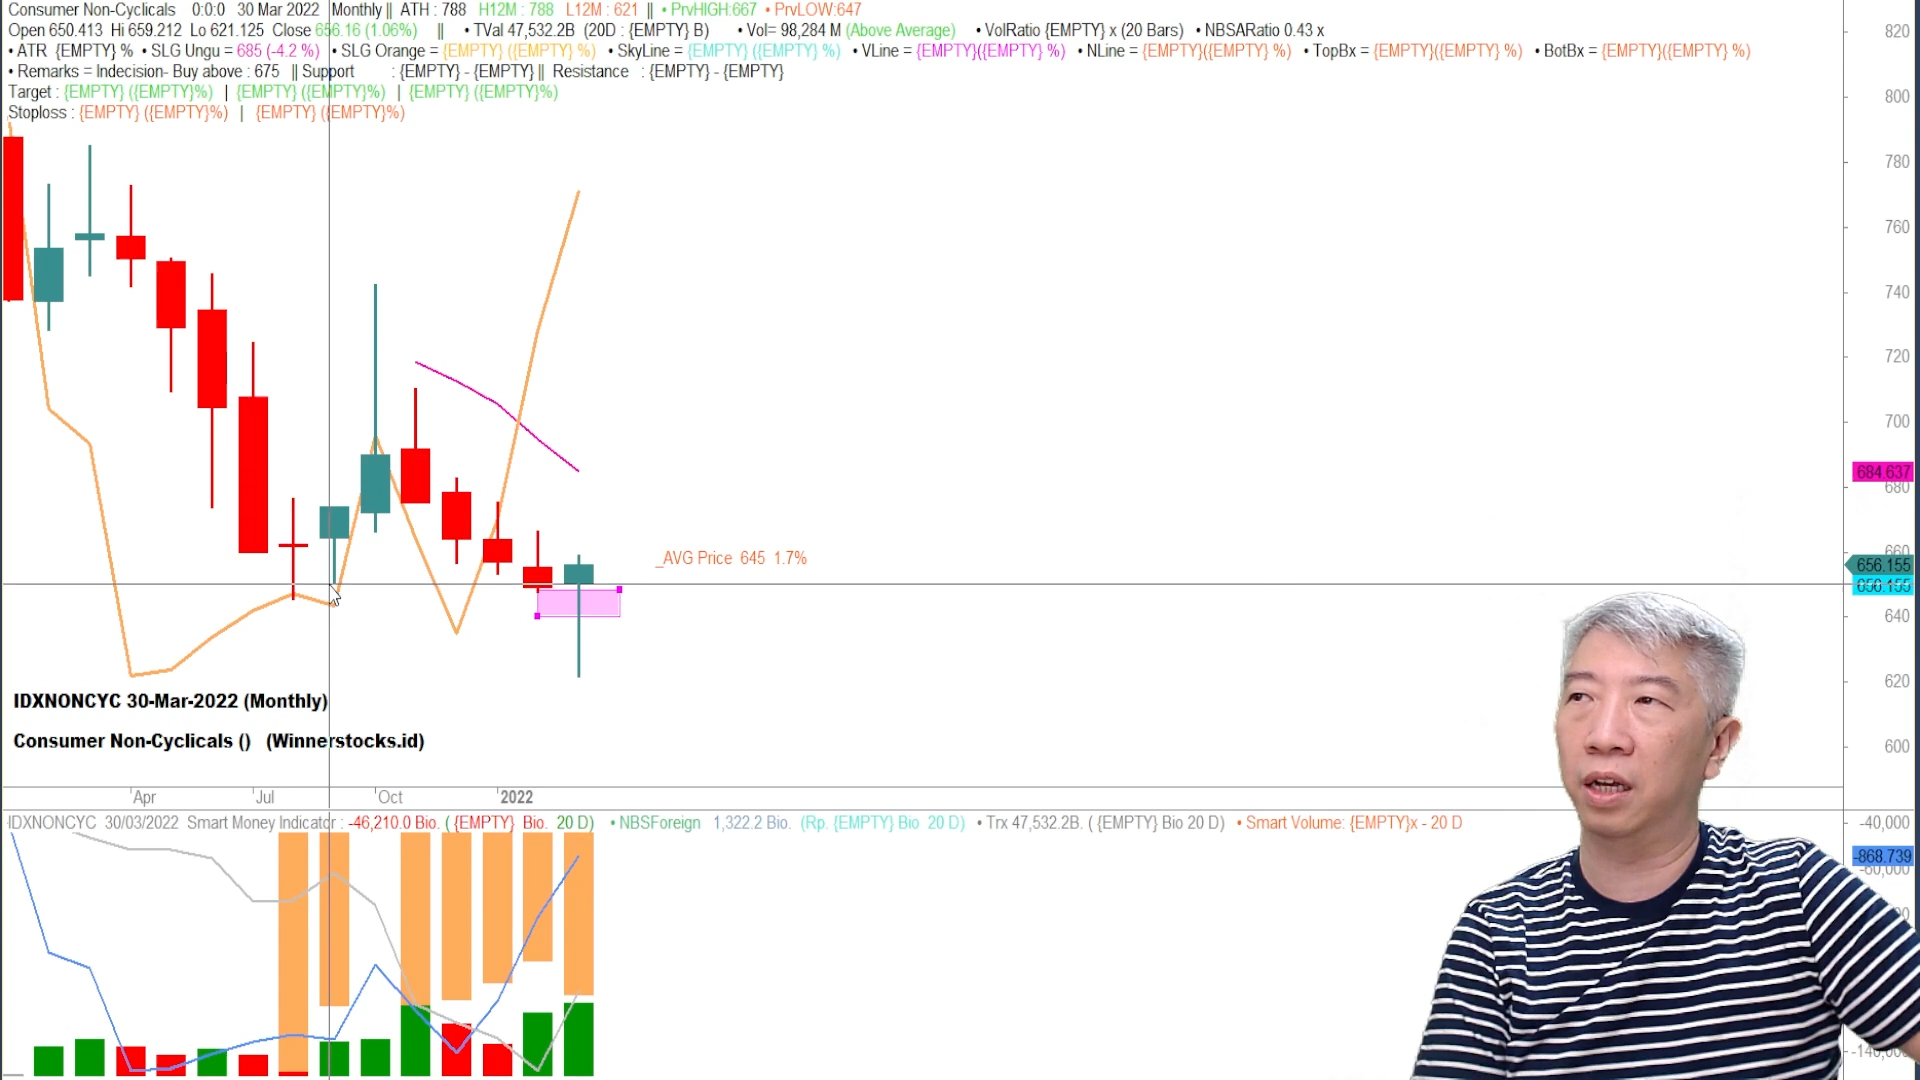 Consumer Non-Cyclicals 0:0:0 30 Mar 2022 Monthly || ATH : 788 H12M : 788 L12M : 621 || • PrvHIGH:667 • PrvLOW:647
Open 650.413 Hi 659.212 Lo 621.125 Close 656.16 (1.06%) || • TVal 47,532.2B (20D : {EMPTY} B) • Vol= 98,284 M (Above Average) • VolRatio {EMPTY} x (20 Bars) • NBSARatio 0.43 x
• ATR {EMPTY} % • SLG Ungu = 685 (-4.2 %) • SLG Orange = {EMPTY} ({EMPTY} %) • SkyLine = {EMPTY} ({EMPTY} %) • VLine = {EMPTY}({EMPTY} %) • NLine = {EMPTY}({EMPTY} %) • TopBx = {EMPTY}({EMPTY} %) • BotBx = {EMPTY}({EMPTY} %)
• Remarks = Indecision- Buy above : 675 || Support : {EMPTY} - {EMPTY} || Resistance : {EMPTY} - {EMPTY}
Target : {EMPTY} ({EMPTY}%) | {EMPTY} ({EMPTY}%) | {EMPTY} ({EMPTY}%)
Stoploss : {EMPTY} ({EMPTY}%) | {EMPTY} ({EMPTY}%)
820
800
780
760
740
720
700
684.637
680
_AVG Price 645 1.7%
656.155
640
620
600
IDXNONCYC 30-Mar-2022 (Monthly)
Consumer Non-Cyclicals () (Winnerstocks.id)
Apr Jul Oct 2022
IDXNONCYC 30/03/2022 Smart Money Indicator : -46,210.0 Bio. ( {EMPTY} Bio. 20 D) • NBSForeign 1,322.2 Bio. (Rp. {EMPTY} Bio 20 D) • Trx 47,532.2B. ( {EMPTY} Bio 20 D) • Smart Volume: {EMPTY}x - 20 D
-40,000
-868.739